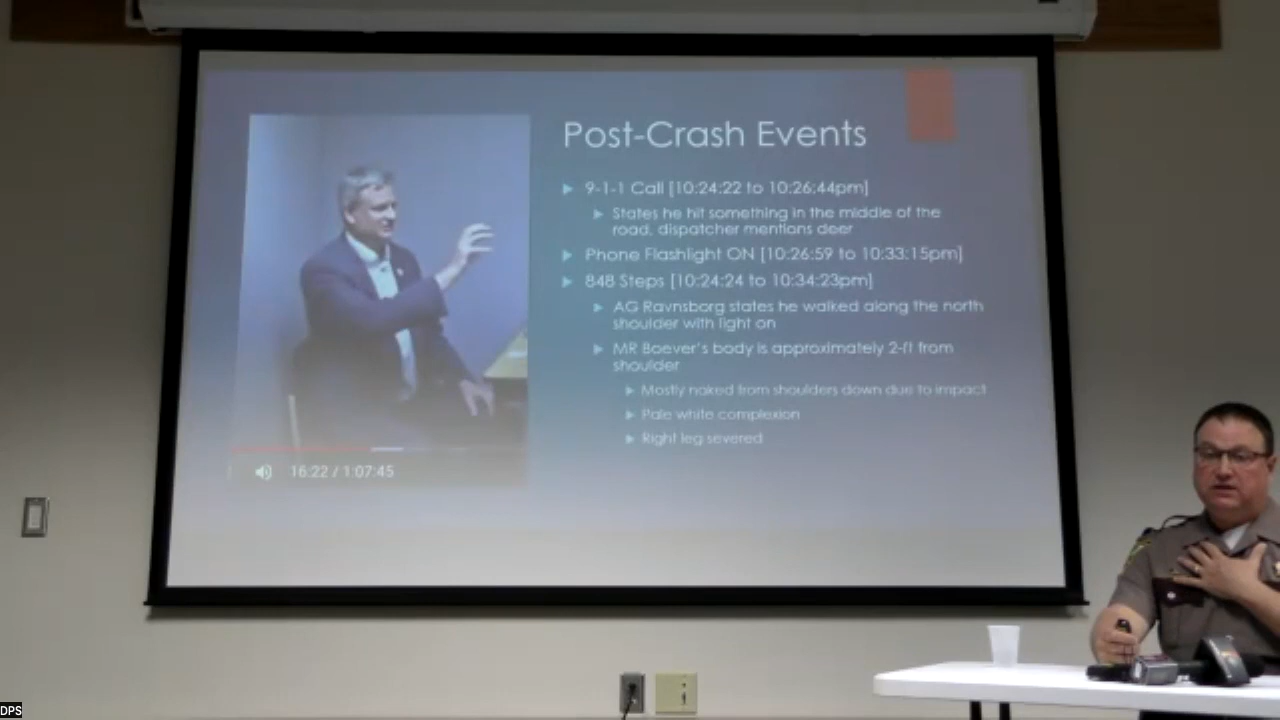 Post-Crash Events
9-1-1 Call [10:24:22 to 10:26:44pm]
States he hit something in the middle of the
road, dispatcher mentions deer
Phone Flashlight ON [10:26:59 to 10:33:15pm]
848 Steps [10:24:24 to 10:34:23pm]
AG Ravnsborg states he walked along the north
shoulder with light on
MR Boever's body is approximately 2-ft from
shoulder
Mostly naked from shoulders down due to impact
Pale white complexion
Right leg severed
16:22 / 1:07:45
DPS